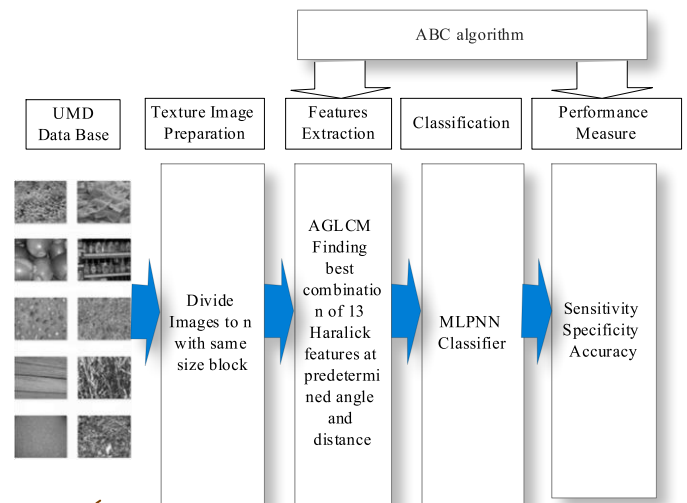 ABC algorithm
UMD
Data Base
Texture Image
Preparation
Features
Extraction
Classification
Performance
Measure
Divide
Images to n
with same
size block
AGLCM
Finding
best
combinatio
n of 13
Haralick
features at
predetermi
ned angle
and
distance
MLPNN
Classifier
Sensitivity
Specificity
Accuracy